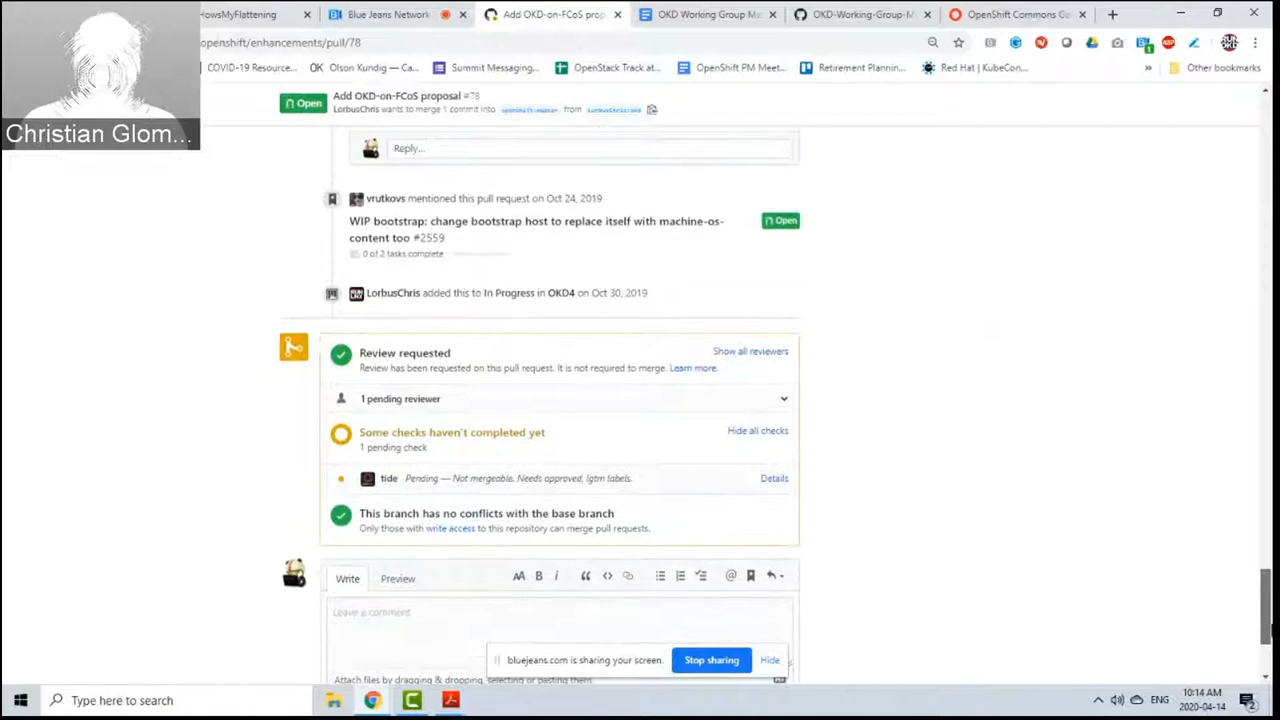 HowsMyFlattening
Blue Jeans Network
Add OKD-on-FCoS prop
OKD Working Group Me
OKD-Working-Group-M
OpenShift Commons G
openshift/enhancements/pull/78
COVID-19 Resource...
OK Olson Kundig — Ca...
Summit Messaging...
OpenStack Track at...
OpenShift PM Meet...
Retirement Plannin...
Red Hat | KubeCon...
»
Other bookmarks
Christian Glom...
Open
Add OKD-on-FCoS proposal #78
LorbusChris wants to merge 1 commit into openshift:master from LorbusChris:okd
Reply...
vrutkovs mentioned this pull request on Oct 24, 2019
WIP bootstrap: change bootstrap host to replace itself with machine-os-
content too #2559
Open
0 of 2 tasks complete
LorbusChris added this to In Progress in OKD4 on Oct 30, 2019
Review requested
Show all reviewers
Review has been requested on this pull request. It is not required to merge. Learn more.
1 pending reviewer
Some checks haven't completed yet
Hide all checks
1 pending check
tide Pending — Not mergeable. Needs approved, lgtm labels.
Details
This branch has no conflicts with the base branch
Only those with write access to this repository can merge pull requests.
Write
Preview
AA B i
Leave a comment
bluejeans.com is sharing your screen.
Stop sharing
Hide
Attach files by dragging & dropping, selecting or pasting them.
Type here to search
ENG
10:14 AM
2020-04-14